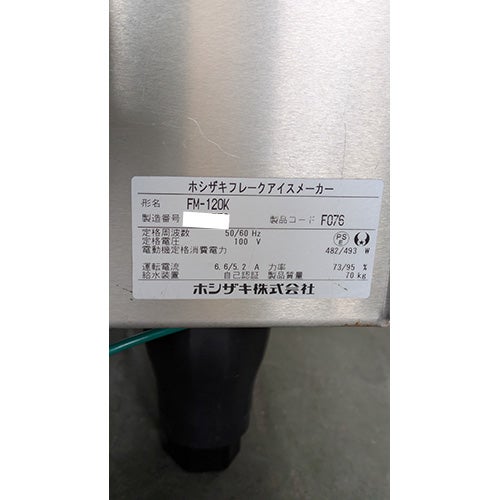 ホシザキフレークアイスメーカー
形名 FM-120K
製造番号 製品コード F076
定格周波数 50/60 Hz
定格電圧 100 V
電動機定格消費電力 482/493 W
運転電流 6.6/5.2 A 力率 73/95 %
給水装置 自己認証 製品質量 70 kg
ホシザキ株式会社
PS
E